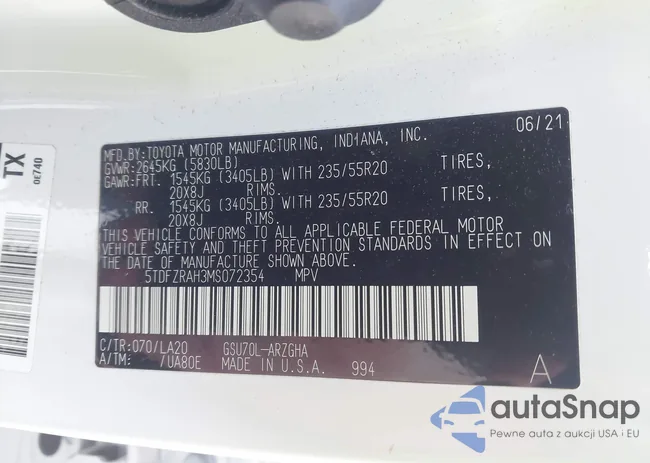 TX
0E740
MFD.BY:TOYOTA MOTOR MANUFACTURING, INDIANA, INC. 06/21
GVWR:2645KG (5830LB)
GAWR:FRT. 1545KG (3405LB) WITH 235/55R20 TIRES,
20X8J RIMS.
RR. 1545KG (3405LB) WITH 235/55R20 TIRES,
20X8J RIMS.
THIS VEHICLE CONFORMS TO ALL APPLICABLE FEDERAL MOTOR
VEHICLE SAFETY AND THEFT PREVENTION STANDARDS IN EFFECT ON
THE DATE OF MANUFACTURE SHOWN ABOVE.
5TDFZRAH3MS072354 MPV
C/TR:070/LA20 GSU70L-ARZGHA
A/TM: /UA80E MADE IN U.S.A. 994 A
autaSnap
Pewne auta z aukcji USA i EU